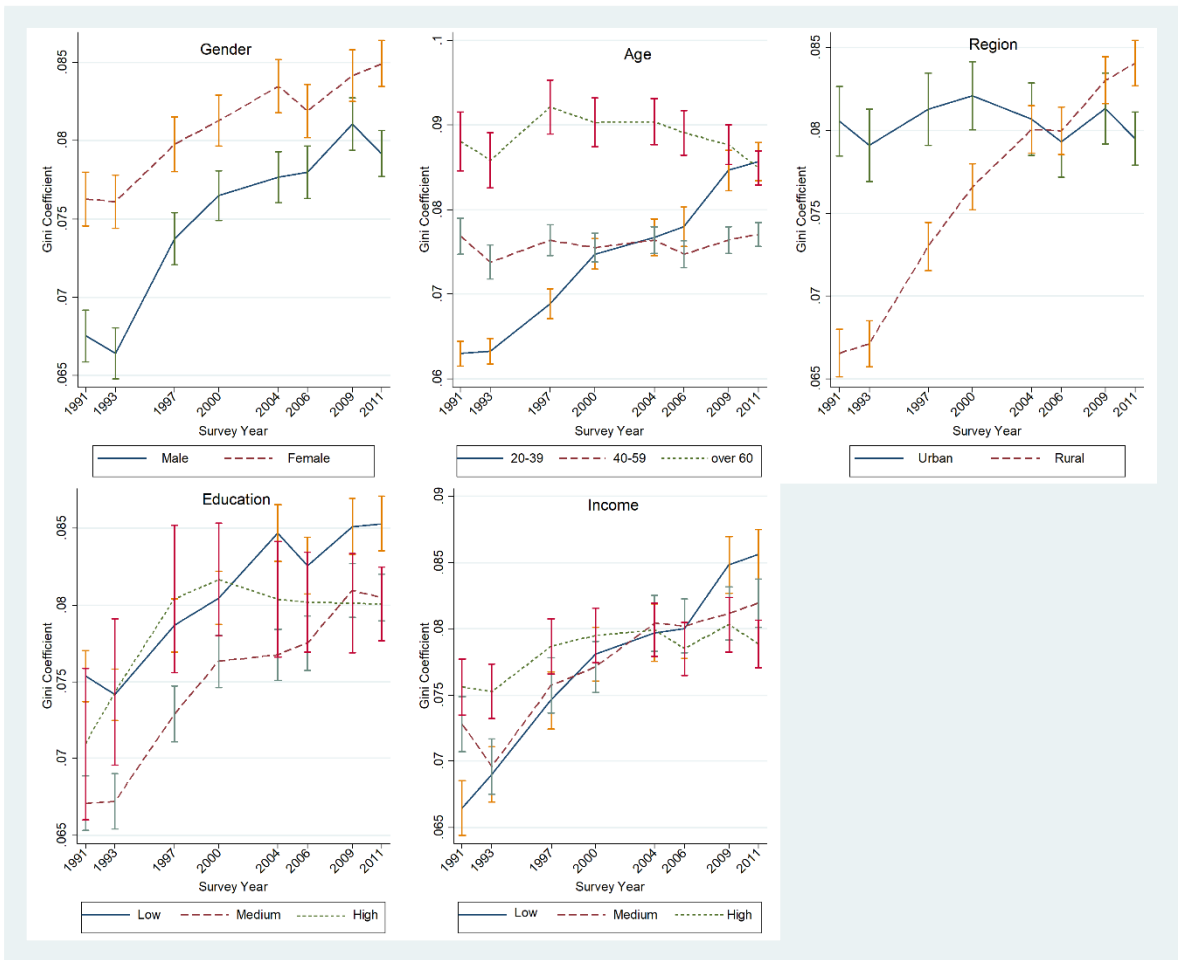 Gender
Gini Coefficient
.085
.08
.075
.07
.065
1991 1993 1997 2000 2004 2006 2009 2011
Survey Year
Male Female
Age
Gini Coefficient
.1
.09
.08
.07
.06
1991 1993 1997 2000 2004 2006 2009 2011
Survey Year
20-39 40-59 over 60
Region
Gini Coefficient
.085
.08
.075
.07
.065
1991 1993 1997 2000 2004 2006 2009 2011
Survey Year
Urban Rural
Education
Gini Coefficient
.085
.08
.075
.07
.065
1991 1993 1997 2000 2004 2006 2009 2011
Survey Year
Low Medium High
Income
Gini Coefficient
.09
.085
.08
.075
.07
.065
1991 1993 1997 2000 2004 2006 2009 2011
Survey Year
Low Medium High